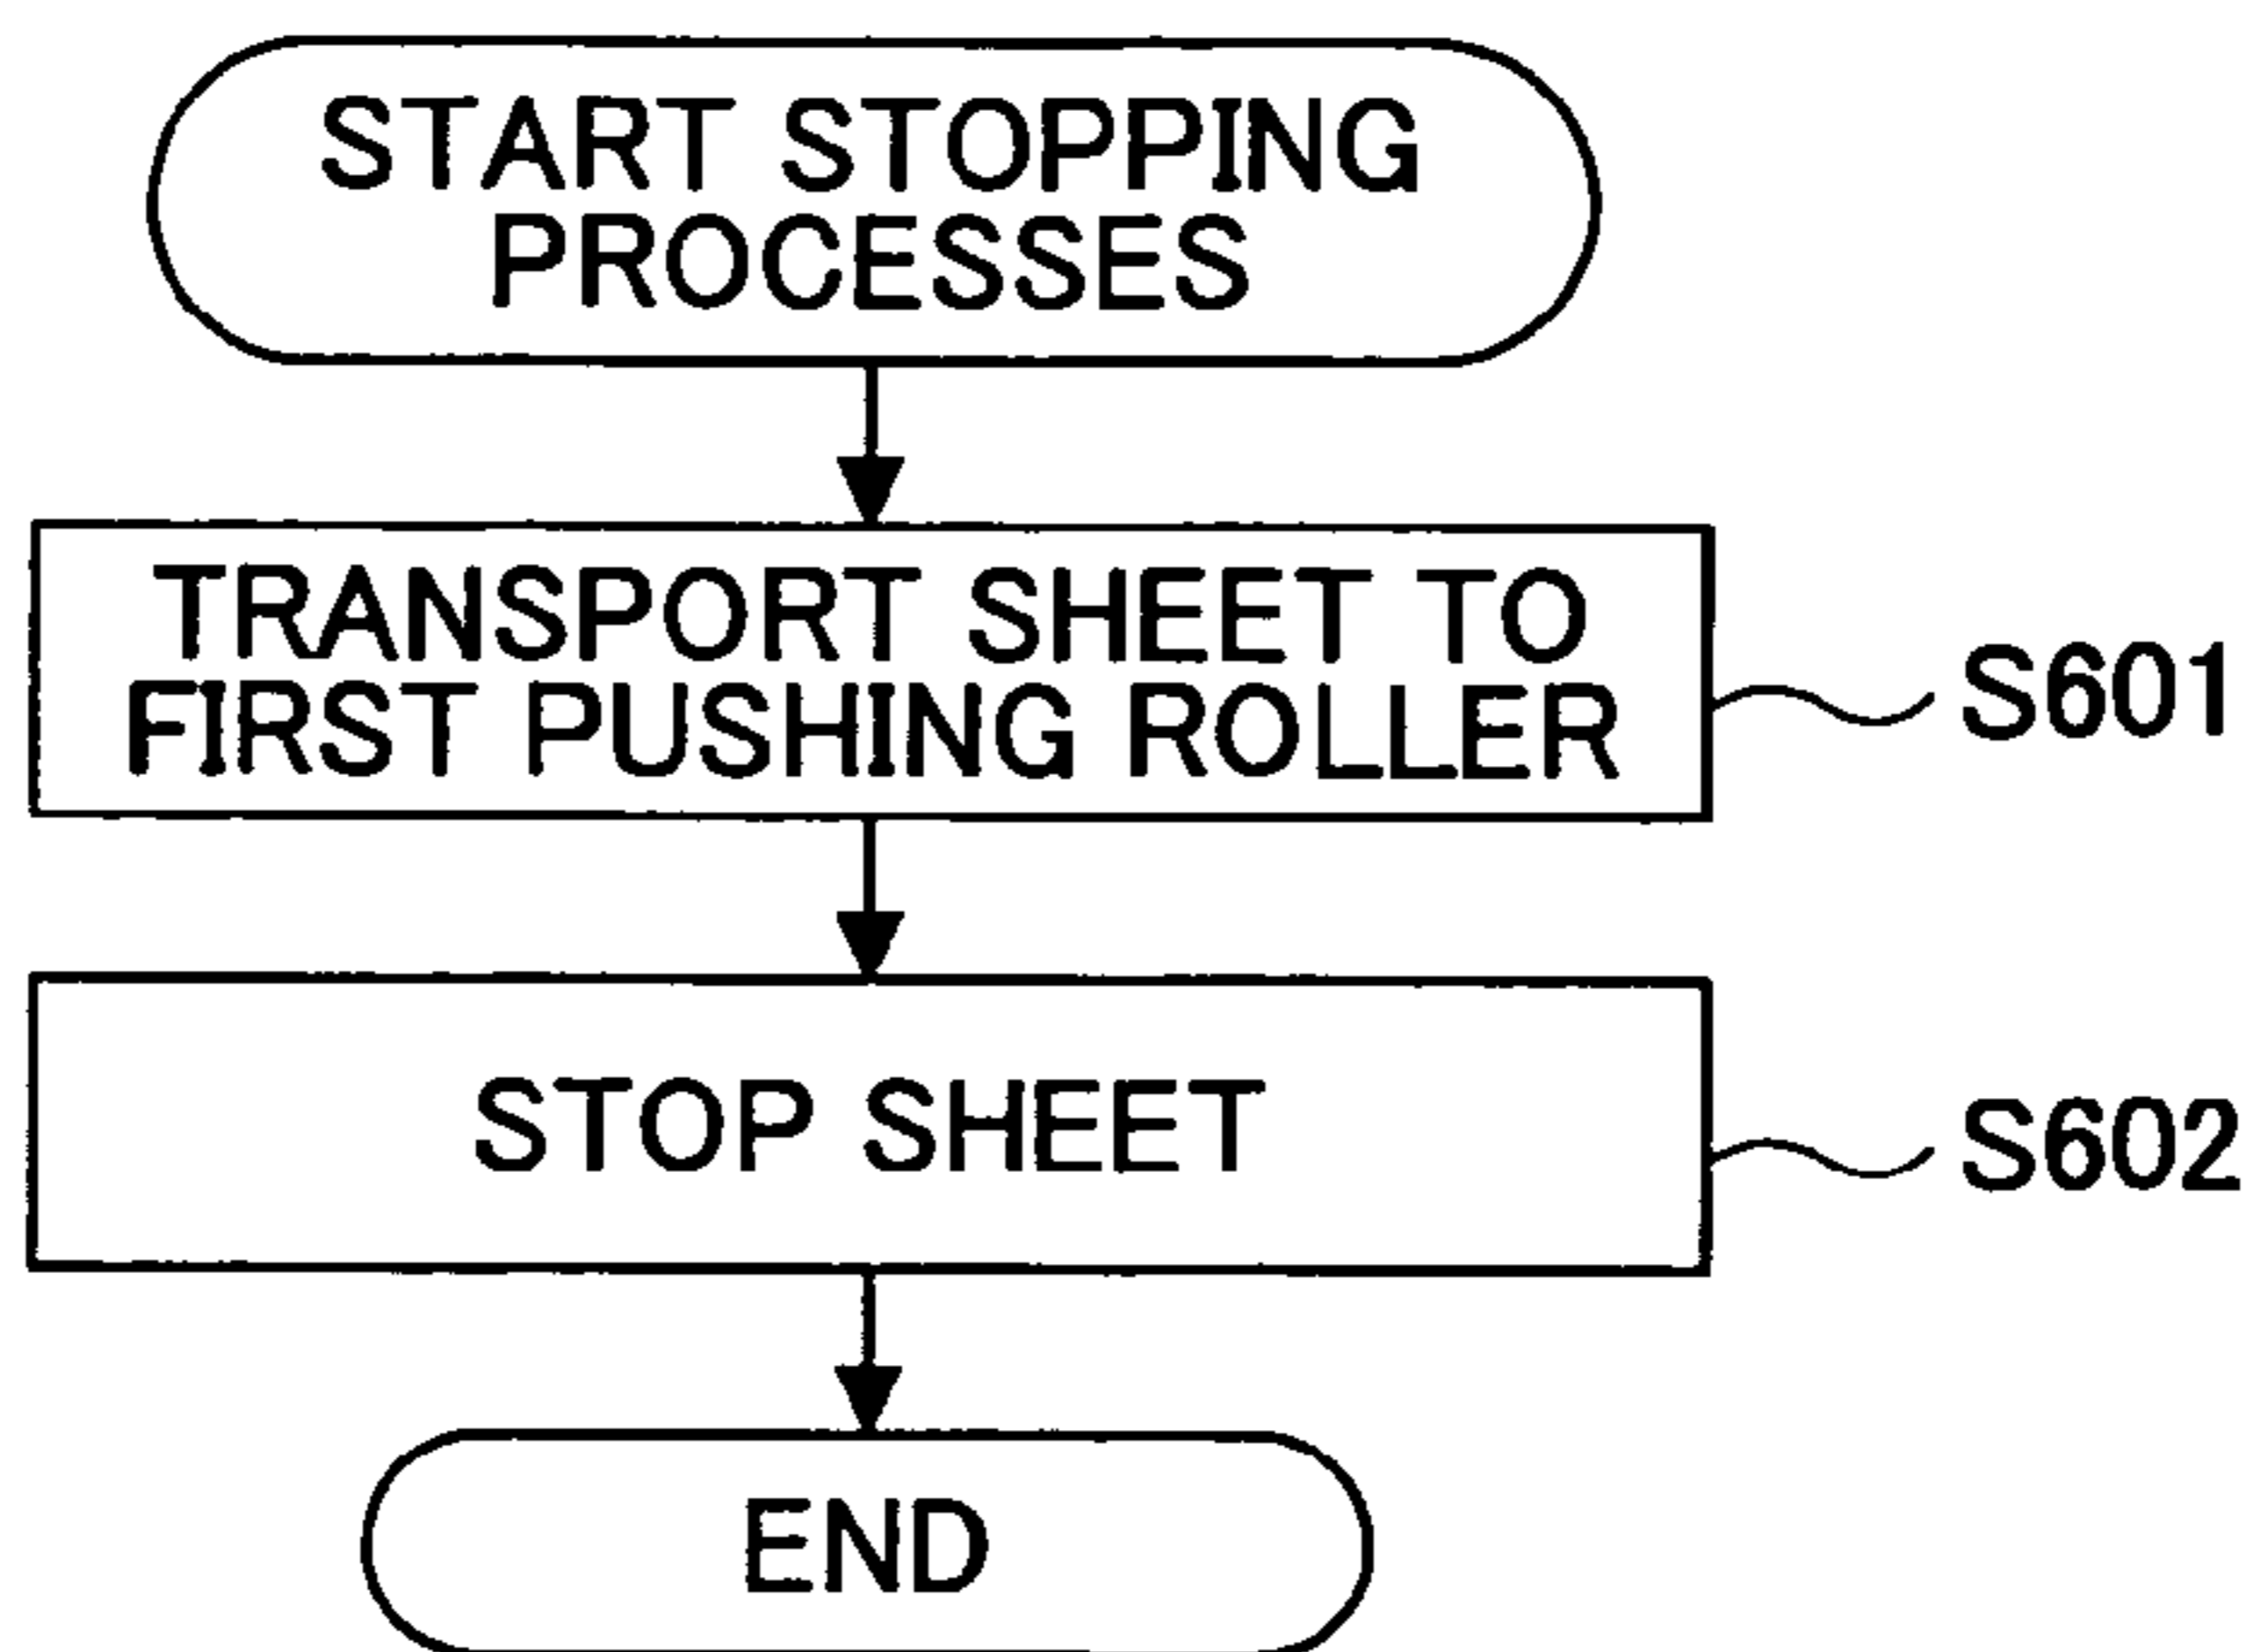 START STOPPING
PROCESSES
TRANSPORT SHEET TO
FIRST PUSHING ROLLER
S601
STOP SHEET
S602
END